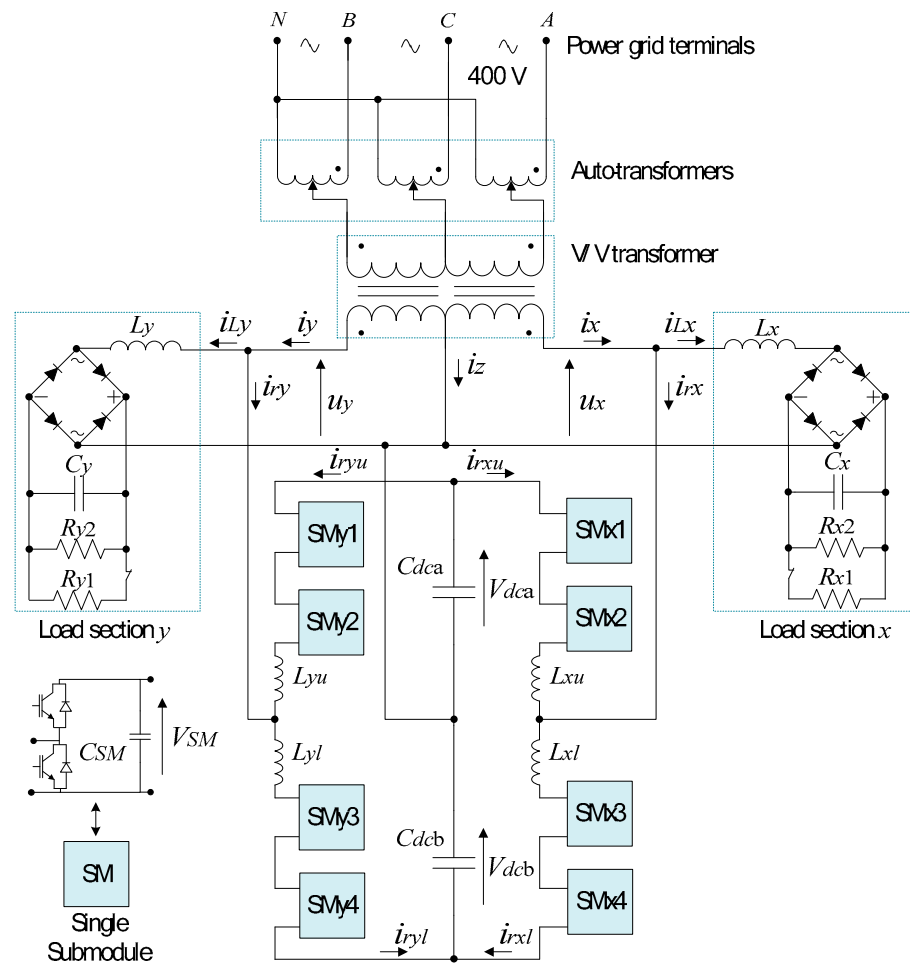 N B C A
Power grid terminals
400 V
Auto-transformers
V/V transformer
Ly iLy iy ix iLx Lx
iry iz irx
uy ux
Cy Cx
iryu irxu
Ry2 SMy1 SMx1 Rx2
Cdca Vdca
Ry1 SMy2 SMx2 Rx1
Load section y Load section x
Lyu Lxu
CSM VSM
Lyl Lxl
SMy3 SMx3
Cdcb Vdcb
SM SMy4 SMx4
Single
Submodule
iryl irxl